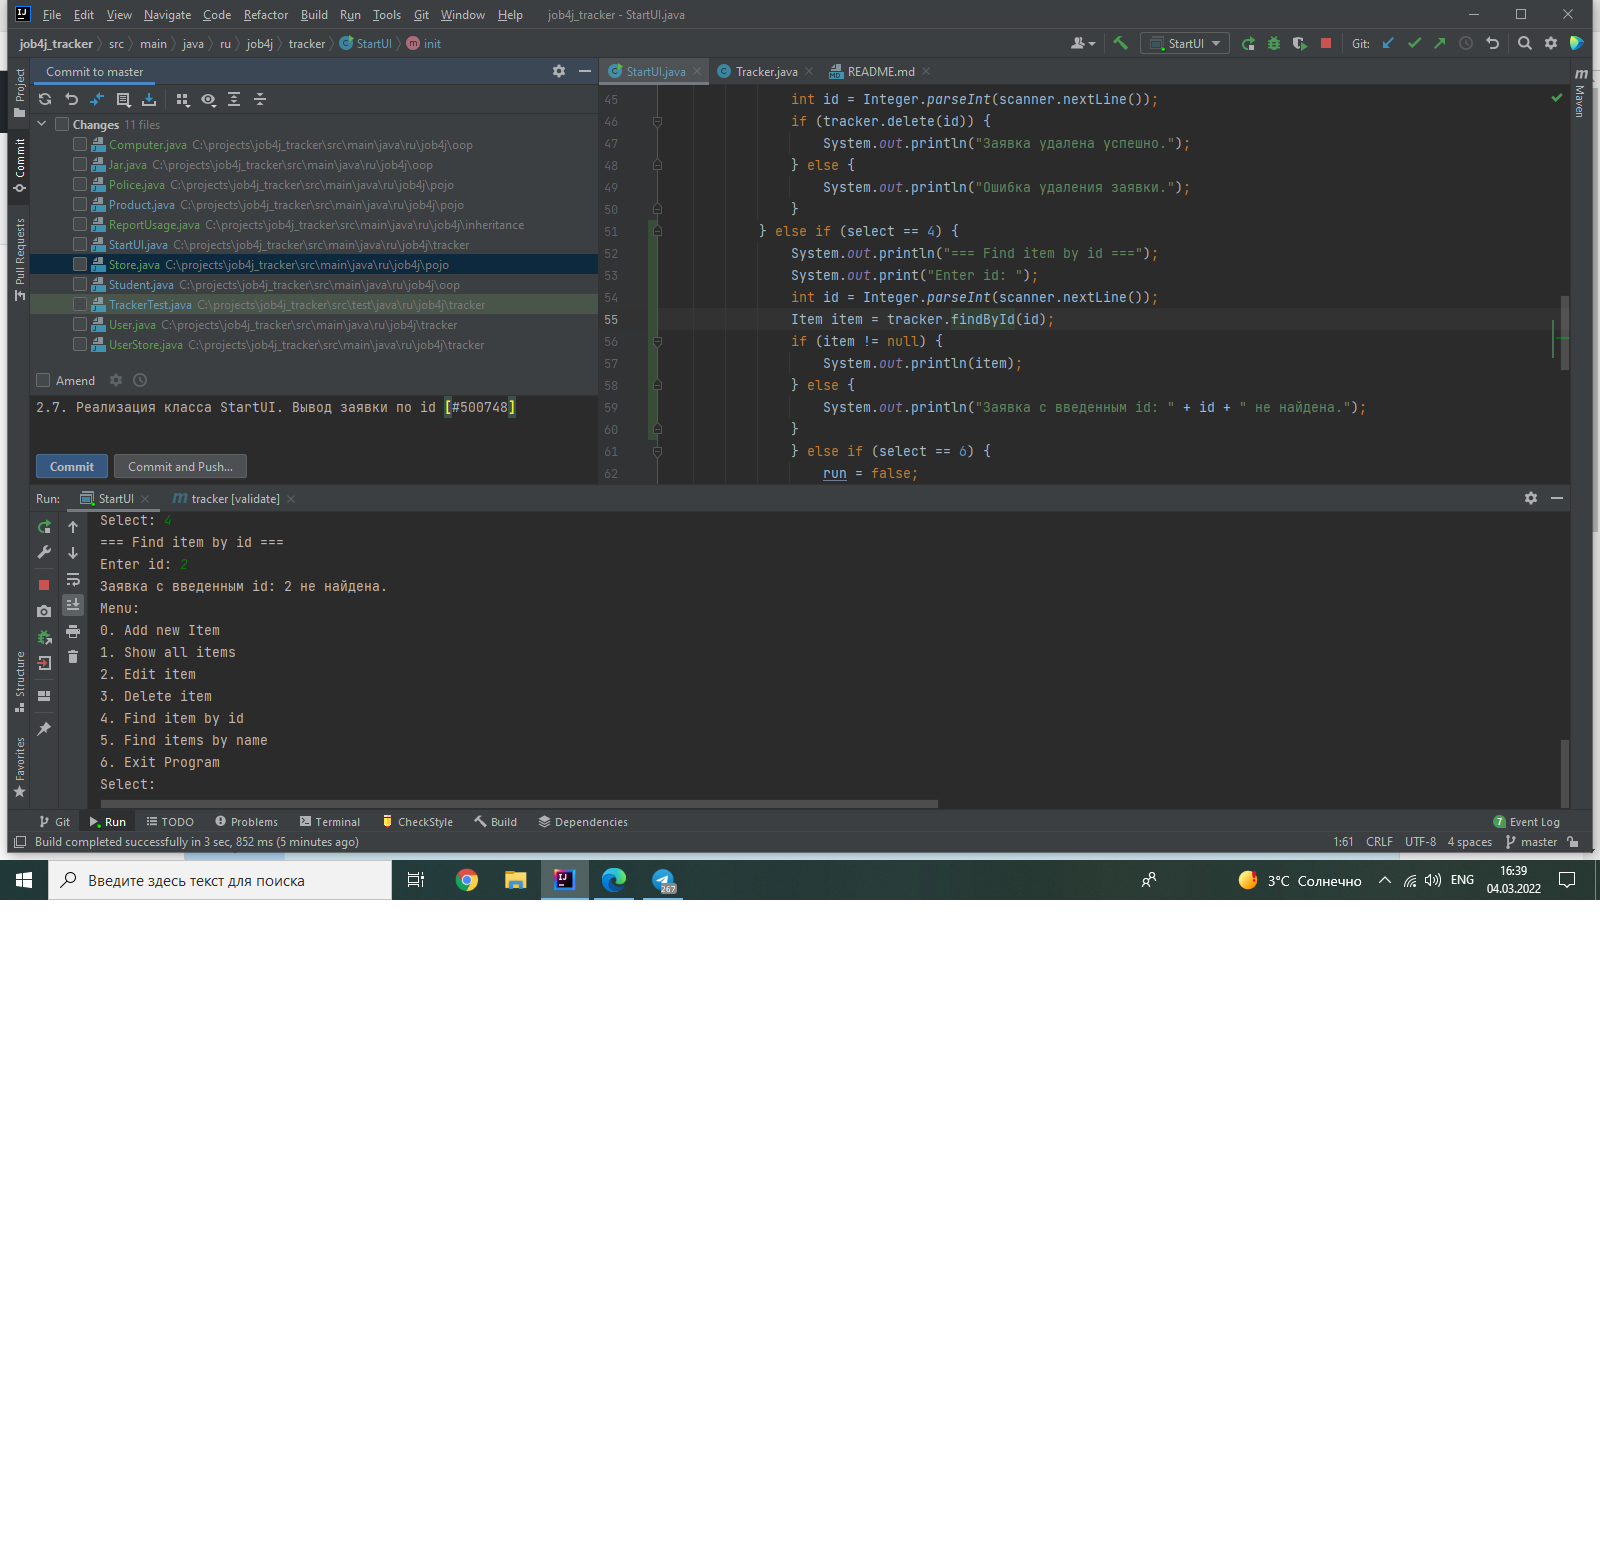 File Edit View Navigate Code Refactor Build Run Tools Git Window Help job4j_tracker - StartUI.java
job4j_tracker src main java ru job4j tracker StartUI init
StartUI Git:
Project
Commit
Pull Requests
Structure
Favorites
Commit to master
Changes 11 files
Computer.java C:\projects\job4j_tracker\src\main\java\ru\job4j\oop
Jar.java C:\projects\job4j_tracker\src\main\java\ru\job4j\oop
Police.java C:\projects\job4j_tracker\src\main\java\ru\job4j\pojo
Product.java C:\projects\job4j_tracker\src\main\java\ru\job4j\pojo
ReportUsage.java C:\projects\job4j_tracker\src\main\java\ru\job4j\inheritance
StartUI.java C:\projects\job4j_tracker\src\main\java\ru\job4j\tracker
Store.java C:\projects\job4j_tracker\src\main\java\ru\job4j\pojo
Student.java C:\projects\job4j_tracker\src\main\java\ru\job4j\oop
TrackerTest.java C:\projects\job4j_tracker\src\test\java\ru\job4j\tracker
User.java C:\projects\job4j_tracker\src\main\java\ru\job4j\tracker
UserStore.java C:\projects\job4j_tracker\src\main\java\ru\job4j\tracker
Amend
2.7. Реализация класса StartUI. Вывод заявки по id [#500748]
Commit Commit and Push...
StartUI.java Tracker.java README.md
45 int id = Integer.parseInt(scanner.nextLine());
46 if (tracker.delete(id)) {
47 System.out.println("Заявка удалена успешно.");
48 } else {
49 System.out.println("Ошибка удаления заявки.");
50 }
51 } else if (select == 4) {
52 System.out.println("=== Find item by id ===");
53 System.out.print("Enter id: ");
54 int id = Integer.parseInt(scanner.nextLine());
55 Item item = tracker.findById(id);
56 if (item != null) {
57 System.out.println(item);
58 } else {
59 System.out.println("Заявка с введенным id: " + id + " не найдена.");
60 }
61 } else if (select == 6) {
62 run = false;
Maven
Run: StartUI tracker [validate]
Select: 4
=== Find item by id ===
Enter id: 2
Заявка с введенным id: 2 не найдена.
Menu:
0. Add new Item
1. Show all items
2. Edit item
3. Delete item
4. Find item by id
5. Find items by name
6. Exit Program
Select:
Git Run TODO Problems Terminal CheckStyle Build Dependencies 7 Event Log
Build completed successfully in 3 sec, 852 ms (5 minutes ago) 1:61 CRLF UTF-8 4 spaces master
Введите здесь текст для поиска 267 3°C Солнечно ENG 16:39
04.03.2022